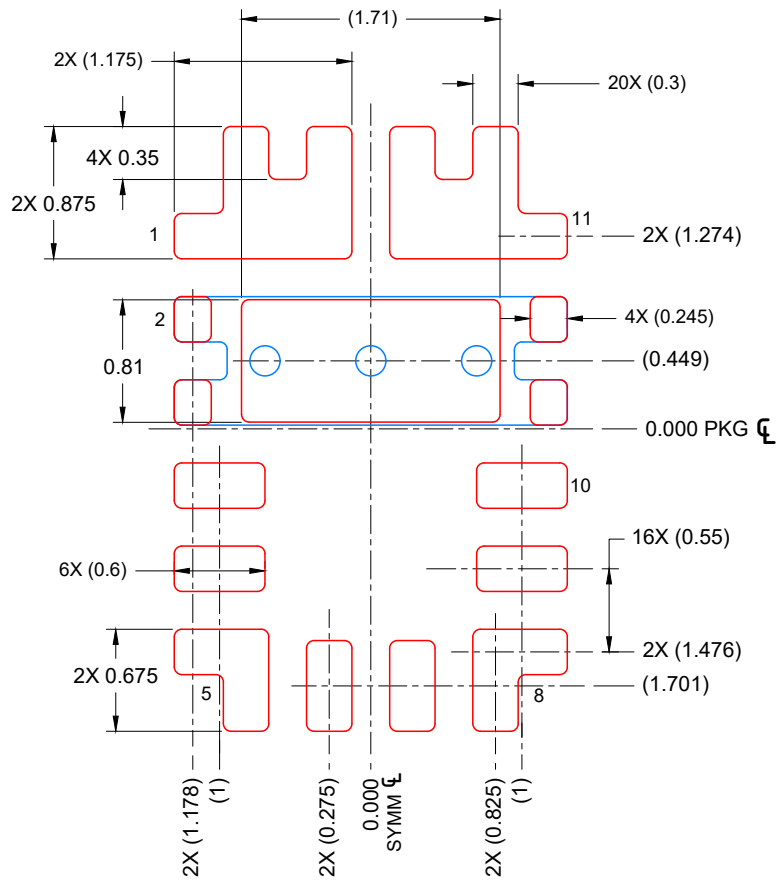 (1.71)
2X (1.175)
20X (0.3)
4X 0.35
2X 0.875
1
11
2X (1.274)
2
4X (0.245)
0.81
(0.449)
0.000 PKG ℄
10
16X (0.55)
6X (0.6)
2X (1.476)
2X 0.675
5
8
(1.701)
2X (1.178)
(1)
2X (0.275)
0.000
SYMM ℄
2X (0.825)
(1)